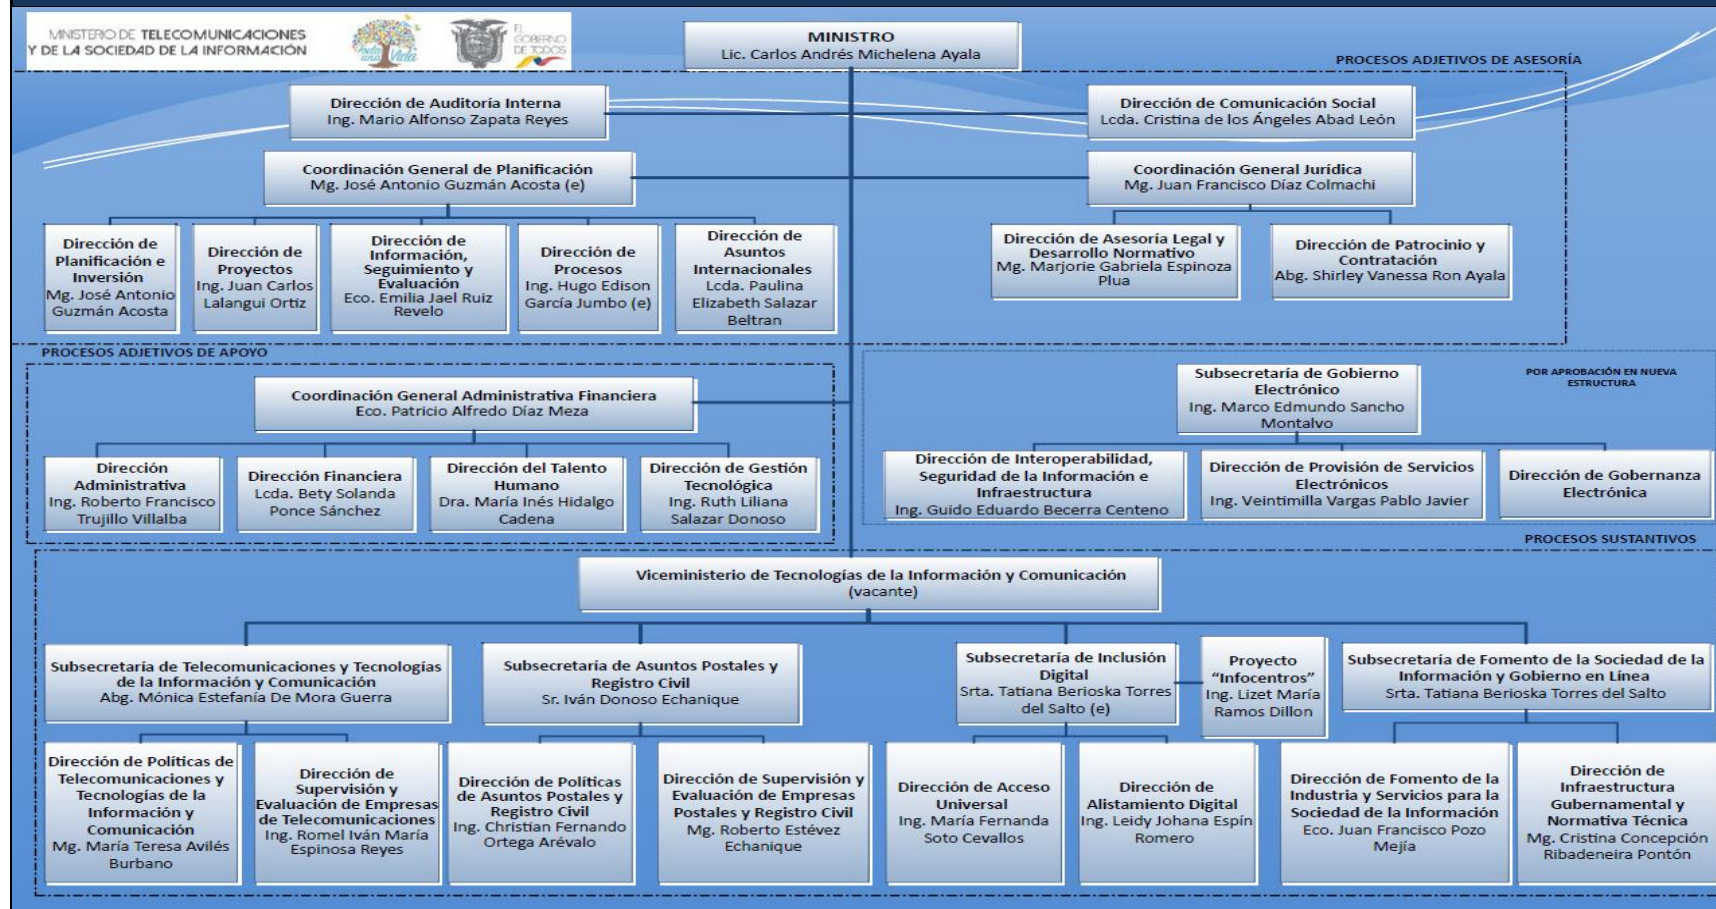 MINISTERIO DE TELECOMUNICACIONES
Y DE LA SOCIEDAD DE LA INFORMACIÓN
toda
una Vida
EL
GOBIERNO
DE TODOS
MINISTRO
Lic. Carlos Andrés Michelena Ayala
PROCESOS ADJETIVOS DE ASESORÍA
Dirección de Auditoría Interna
Ing. Mario Alfonso Zapata Reyes
Dirección de Comunicación Social
Lcda. Cristina de los Ángeles Abad León
Coordinación General de Planificación
Mg. José Antonio Guzmán Acosta (e)
Coordinación General Jurídica
Mg. Juan Francisco Díaz Colmachi
Dirección de
Planificación e
Inversión
Mg. José Antonio
Guzmán Acosta
Dirección de
Proyectos
Ing. Juan Carlos
Lalangui Ortíz
Dirección de
Información,
Seguimiento y
Evaluación
Eco. Emilia Jael Ruiz
Revelo
Dirección de
Procesos
Ing. Hugo Edison
García Jumbo (e)
Dirección de
Asuntos
Internacionales
Lcda. Paulina
Elizabeth Salazar
Beltran
Dirección de Asesoría Legal y
Desarrollo Normativo
Mg. Marjorie Gabriela Espinoza
Plua
Dirección de Patrocinio y
Contratación
Abg. Shirley Vanessa Ron Ayala
PROCESOS ADJETIVOS DE APOYO
Coordinación General Administrativa Financiera
Eco. Patricio Alfredo Díaz Meza
Dirección
Administrativa
Ing. Roberto Francisco
Trujillo Villalba
Dirección Financiera
Lcda. Bety Solanda
Ponce Sánchez
Dirección del Talento
Humano
Dra. María Inés Hidalgo
Cadena
Dirección de Gestión
Tecnológica
Ing. Ruth Liliana
Salazar Donoso
Subsecretaría de Gobierno
Electrónico
Ing. Marco Edmundo Sancho
Montalvo
POR APROBACIÓN EN NUEVA
ESTRUCTURA
Dirección de Interoperabilidad,
Seguridad de la Información e
Infraestructura
Ing. Guido Eduardo Becerra Centeno
Dirección de Provisión de Servicios
Electrónicos
Ing. Veintimilla Vargas Pablo Javier
Dirección de Gobernanza
Electrónica
PROCESOS SUSTANTIVOS
Viceministerio de Tecnologías de la Información y Comunicación
(vacante)
Subsecretaría de Telecomunicaciones y Tecnologías
de la Información y Comunicación
Abg. Mónica Estefanía De Mora Guerra
Subsecretaría de Asuntos Postales y
Registro Civil
Sr. Iván Donoso Echanique
Subsecretaría de Inclusión
Digital
Srta. Tatiana Berioska Torres
del Salto (e)
Proyecto
“Infocentros”
Ing. Lizet María
Ramos Dillon
Subsecretaría de Fomento de la Sociedad de la
Información y Gobierno en Línea
Srta. Tatiana Berioska Torres del Salto
Dirección de Políticas de
Telecomunicaciones y
Tecnologías de la
Información y
Comunicación
Mg. María Teresa Avilés
Burbano
Dirección de
Supervisión y
Evaluación de Empresas
de Telecomunicaciones
Ing. Romel Iván María
Espinosa Reyes
Dirección de Políticas
de Asuntos Postales y
Registro Civil
Ing. Christian Fernando
Ortega Arévalo
Dirección de Supervisión y
Evaluación de Empresas
Postales y Registro Civil
Mg. Roberto Estévez
Echanique
Dirección de Acceso
Universal
Ing. María Fernanda
Soto Cevallos
Dirección de
Alistamiento Digital
Ing. Leidy Johana Espín
Romero
Dirección de Fomento de la
Industria y Servicios para la
Sociedad de la Información
Eco. Juan Francisco Pozo
Mejía
Dirección de
Infraestructura
Gubernamental y
Normativa Técnica
Mg. Cristina Concepción
Ribadeneira Pontón